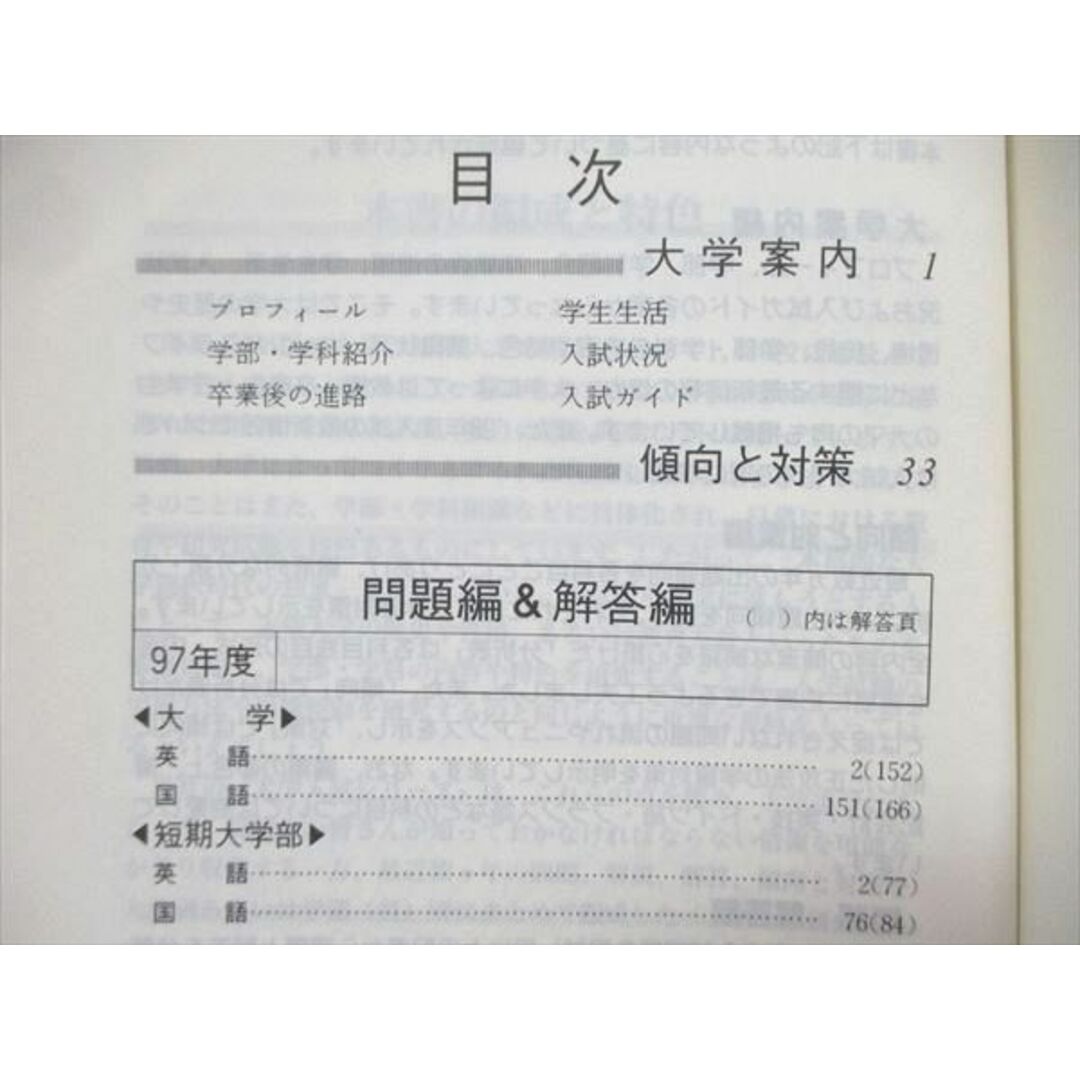 目 次
大学案内 1
プロフィール 学生生活
学部・学科紹介 入試状況
卒業後の進路 入試ガイド
傾向と対策 33
問題編&解答編 ( )内は解答頁
97年度
◀大 学▶
英 語 2(152)
国 語 151(166)
◀短期大学部▶
英 語 2(77)
国 語 76(84)